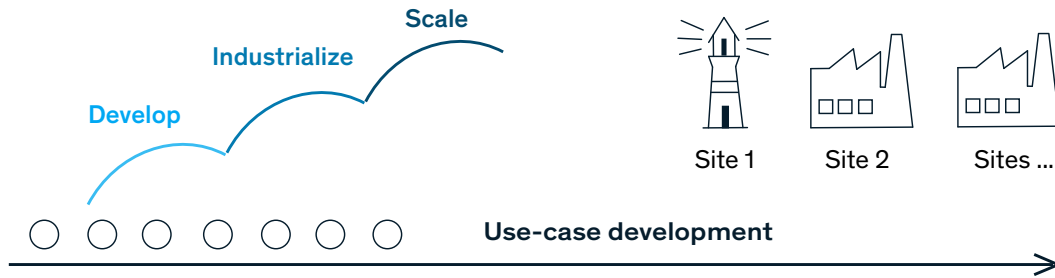 Scale
Industrialize
Develop
Site 1
Site 2
Sites ...
Use-case development